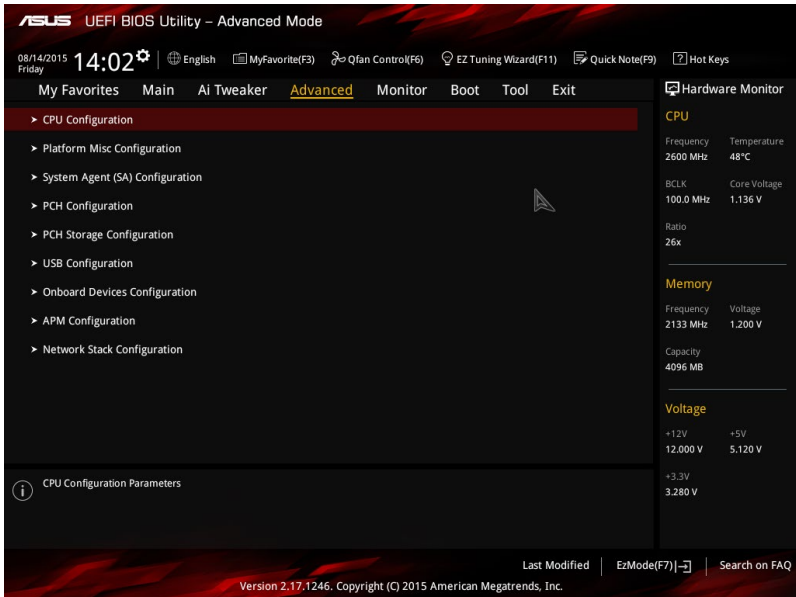 ASUS UEFI BIOS Utility – Advanced Mode
08/14/2015
Friday
14:02
English
MyFavorite(F3)
Qfan Control(F6)
EZ Tuning Wizard(F11)
Quick Note(F9)
? Hot Keys
My Favorites
Main
Ai Tweaker
Advanced
Monitor
Boot
Tool
Exit
> CPU Configuration
> Platform Misc Configuration
> System Agent (SA) Configuration
> PCH Configuration
> PCH Storage Configuration
> USB Configuration
> Onboard Devices Configuration
> APM Configuration
> Network Stack Configuration
i CPU Configuration Parameters
Hardware Monitor
CPU
Frequency Temperature
2600 MHz 48°C
BCLK Core Voltage
100.0 MHz 1.136 V
Ratio
26x
Memory
Frequency Voltage
2133 MHz 1.200 V
Capacity
4096 MB
Voltage
+12V +5V
12.000 V 5.120 V
+3.3V
3.280 V
Last Modified
EzMode(F7)
Search on FAQ
Version 2.17.1246. Copyright (C) 2015 American Megatrends, Inc.